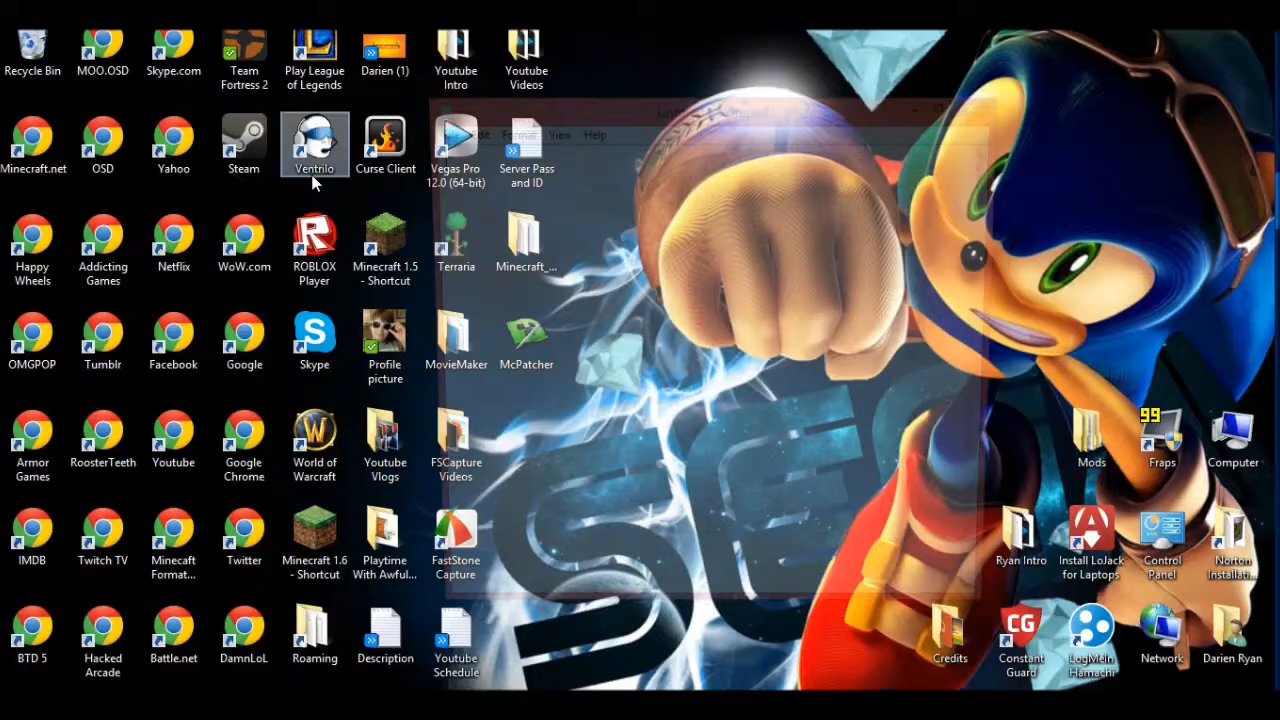 Recycle Bin
MOO.OSD
Skype.com
Team
Fortress 2
Play League
of Legends
Darien (1)
Youtube
Intro
Youtube
Videos
Edit
View
Help
Minecraft.net
OSD
Yahoo
Steam
Ventrilo
Curse Client
Vegas Pro
12.0 (64-bit)
Server Pass
and ID
Happy
Wheels
Addicting
Games
Netflix
WoW.com
ROBLOX
Player
Minecraft 1.5
- Shortcut
Terraria
Minecraft_...
OMGPOP
Tumblr
Facebook
Google
Skype
Profile
picture
MovieMaker
McPatcher
Armor
Games
RoosterTeeth
Youtube
Google
Chrome
World of
Warcraft
Youtube
Vlogs
FSCapture
Videos
Mods
99
Fraps
Computer
IMDB
Twitch TV
Minecaft
Format...
Twitter
Minecraft 1.6
- Shortcut
Playtime
With Awful...
FastStone
Capture
Ryan Intro
Install LoJack
for Laptops
Control
Panel
Norton
Installati...
BTD 5
Hacked
Arcade
Battle.net
DamnLoL
Roaming
Description
Youtube
Schedule
Credits
CG
Constant
Guard
LogMeIn
Hamachi
Network
Darien Ryan